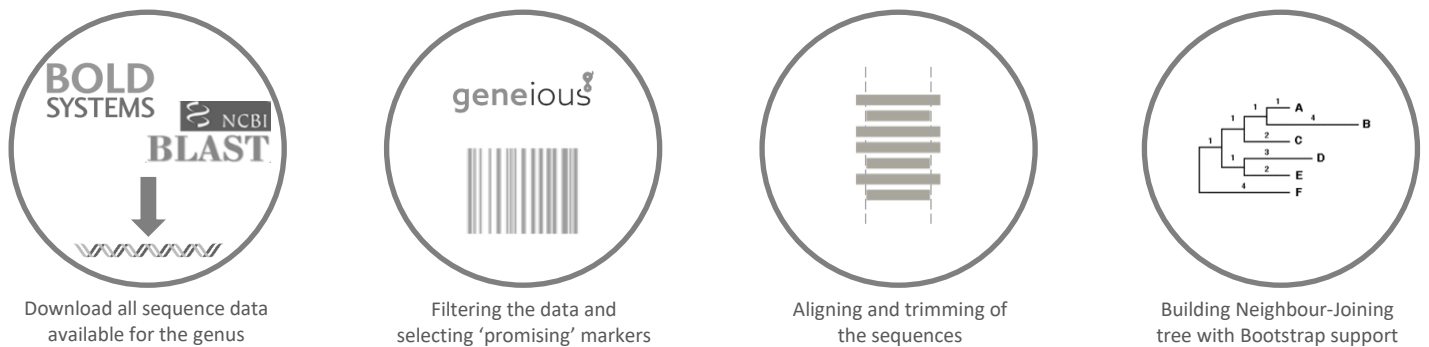 BOLD
SYSTEMS
NCBI
BLAST
Download all sequence data
available for the genus
geneious
Filtering the data and
selecting ‘promising’ markers
Aligning and trimming of
the sequences
1
1
A
4
B
1
2
C
1
3
D
1
2
E
4
F
Building Neighbour-Joining
tree with Bootstrap support